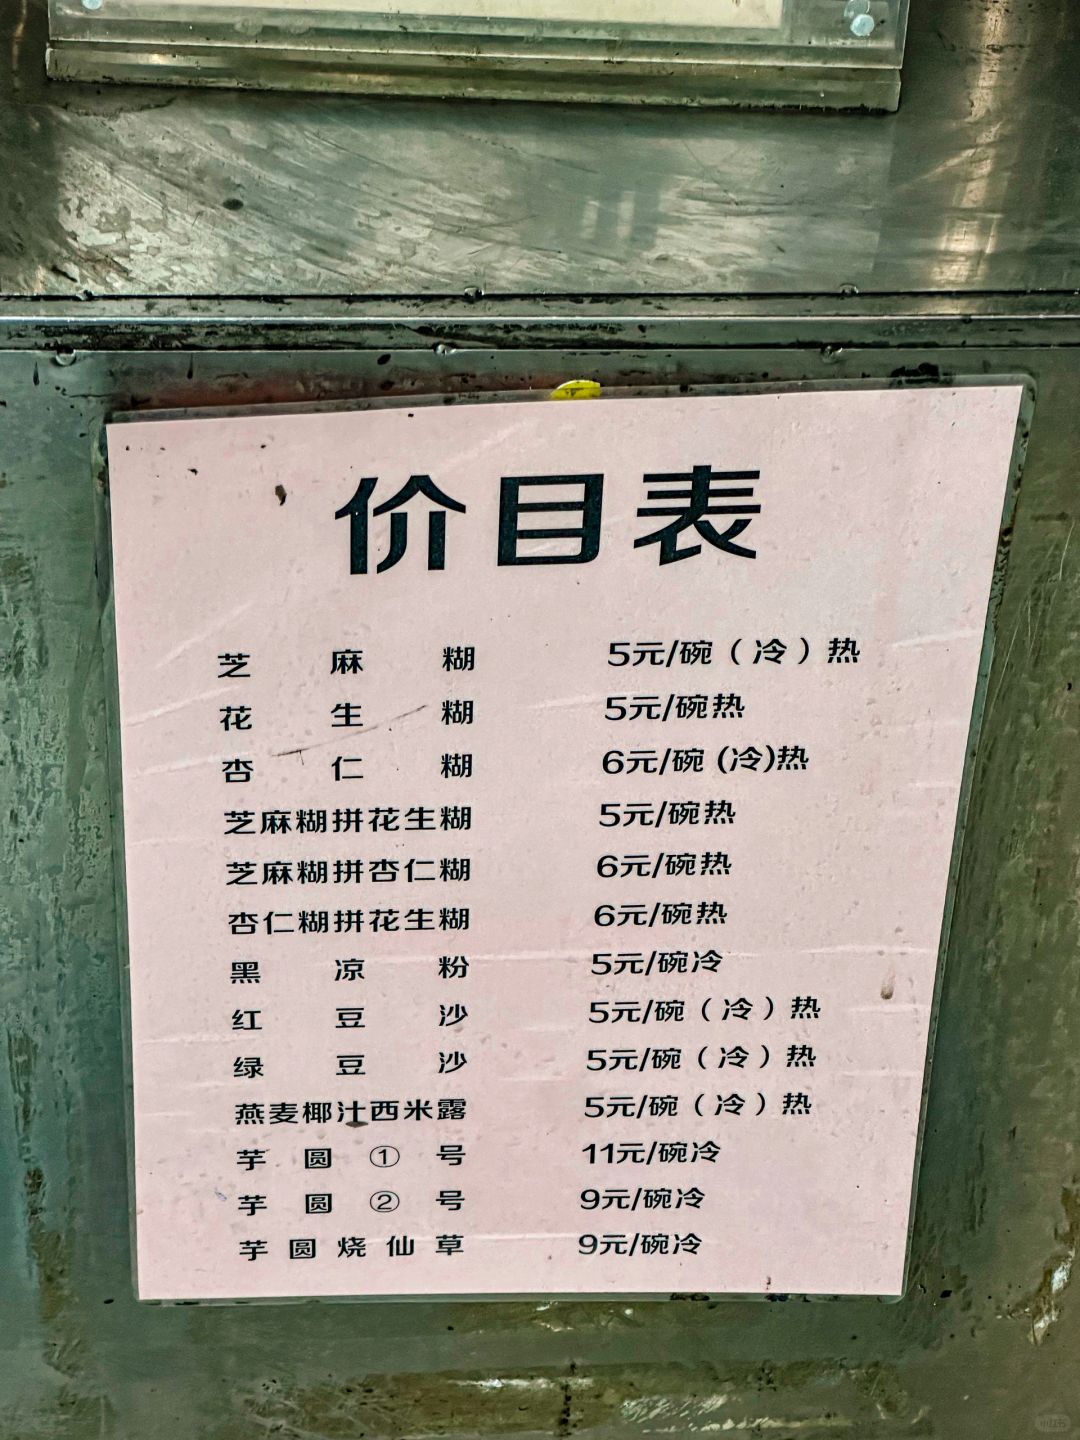 价目表
芝麻糊 5元/碗（冷）热
花生糊 5元/碗热
杏仁糊 6元/碗(冷)热
芝麻糊拼花生糊 5元/碗热
芝麻糊拼杏仁糊 6元/碗热
杏仁糊拼花生糊 6元/碗热
黑凉粉 5元/碗冷
红豆沙 5元/碗（冷）热
绿豆沙 5元/碗（冷）热
燕麦椰汁西米露 5元/碗（冷）热
芋圆①号 11元/碗冷
芋圆②号 9元/碗冷
芋圆烧仙草 9元/碗冷
小红书